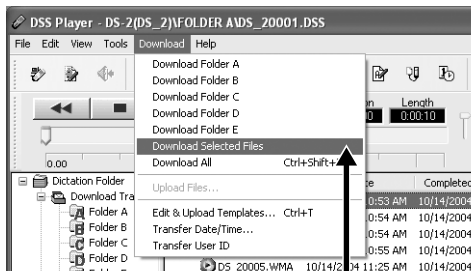 DSS Player - DS-2(DS_2)\FOLDER A\DS_20001.DSS
File Edit View Tools Download Help
Download Folder A
Download Folder B
Download Folder C
Download Folder D
Download Folder E
Download Selected Files
Download All Ctrl+Shift+
Upload Files...
Edit & Upload Templates... Ctrl+T
Transfer Date/Time...
Transfer User ID
Length
0:00:10
0.00
Dictation Folder
Download Tra
Folder A
Folder B
Folder C
Folder D
Completed
0:53 AM 10/14/2004
0:54 AM 10/14/2004
0:54 AM 10/14/2004
0:55 AM 10/14/2004
DS_20005.WMA 10/14/2004 11:25 AM 10/14/2004